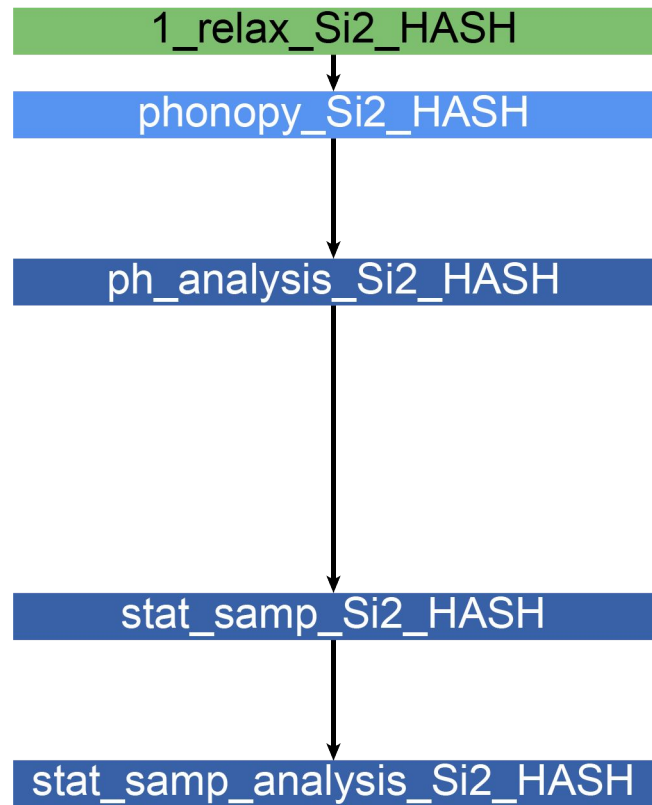 1_relax_Si2_HASH
phonopy_Si2_HASH
ph_analysis_Si2_HASH
stat_samp_Si2_HASH
stat_samp_analysis_Si2_HASH